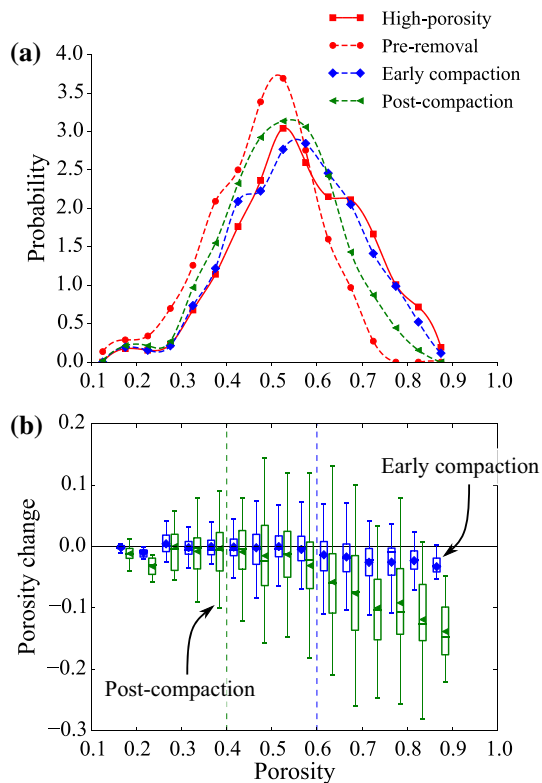 (a)
High-porosity
Pre-removal
Early compaction
Post-compaction
Probability
4.0
3.5
3.0
2.5
2.0
1.5
1.0
0.5
0.0
0.1 0.2 0.3 0.4 0.5 0.6 0.7 0.8 0.9 1.0
(b)
Porosity change
0.2
0.1
0.0
−0.1
−0.2
−0.3
Early compaction
Post-compaction
0.1 0.2 0.3 0.4 0.5 0.6 0.7 0.8 0.9 1.0
Porosity